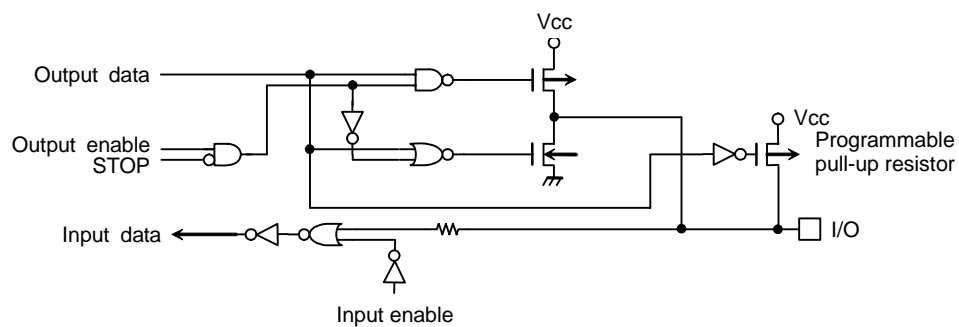 Vcc
Output data
Vcc
Output enable
STOP
Programmable
pull-up resistor
Input data
I/O
Input enable